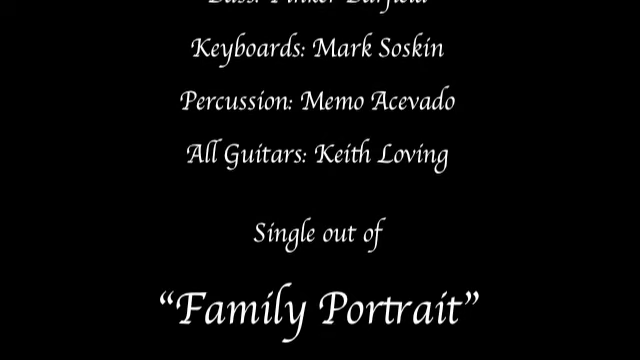 Keyboards: Mark Soskin
Percussion: Memo Acevado
All Guitars: Keith Loving
Single out of
“Family Portrait”